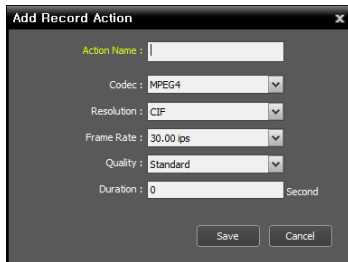 Add Record Action x
Action Name :
Codec : MPEG4
Resolution : CIF
Frame Rate : 30.00 ips
Quality : Standard
Duration : 0 Second
Save Cancel